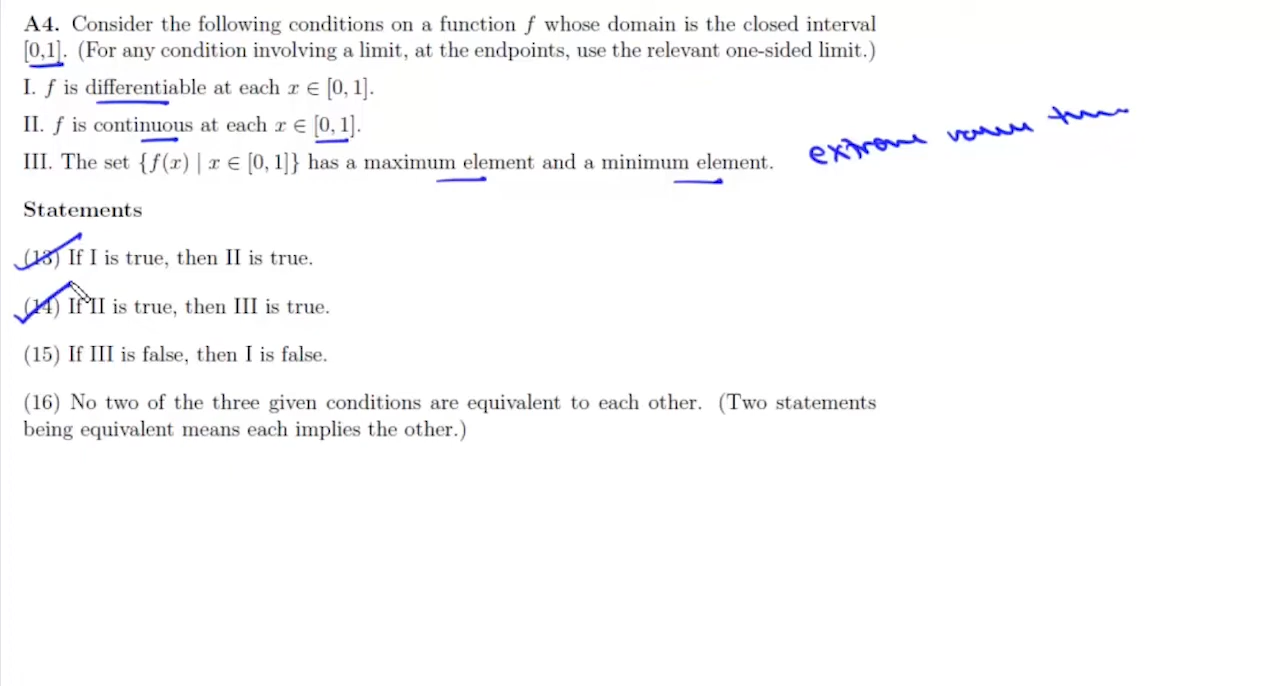 A4. Consider the following conditions on a function f whose domain is the closed interval
[0,1]. (For any condition involving a limit, at the endpoints, use the relevant one-sided limit.)
I. f is differentiable at each x ∈ [0, 1].
II. f is continuous at each x ∈ [0, 1].
III. The set {f(x) | x ∈ [0, 1]} has a maximum element and a minimum element.
extreme value
Statements
(13) If I is true, then II is true.
(14) If II is true, then III is true.
(15) If III is false, then I is false.
(16) No two of the three given conditions are equivalent to each other. (Two statements
being equivalent means each implies the other.)